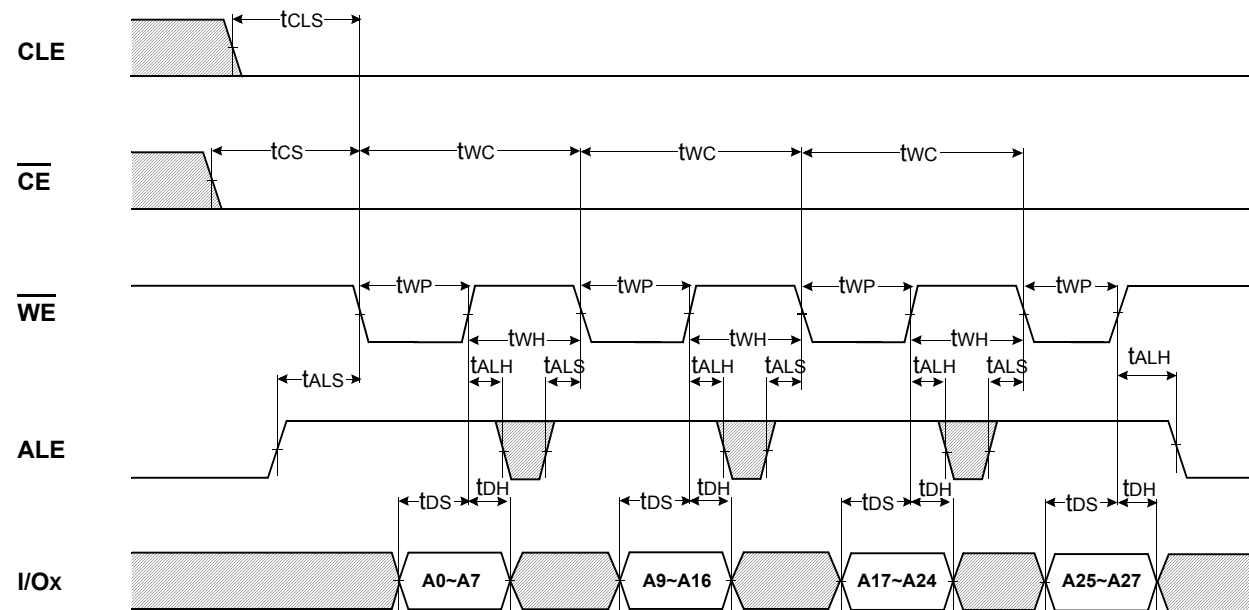 CLE
tCLS
CE
tCS
tWC
tWC
tWC
WE
tWP
tWP
tWP
tWP
tWH
tWH
tWH
tALS
tALH
tALS
tALH
tALS
tALH
tALS
tALH
ALE
tDS
tDH
tDS
tDH
tDS
tDH
tDS
tDH
I/Ox
A0~A7
A9~A16
A17~A24
A25~A27